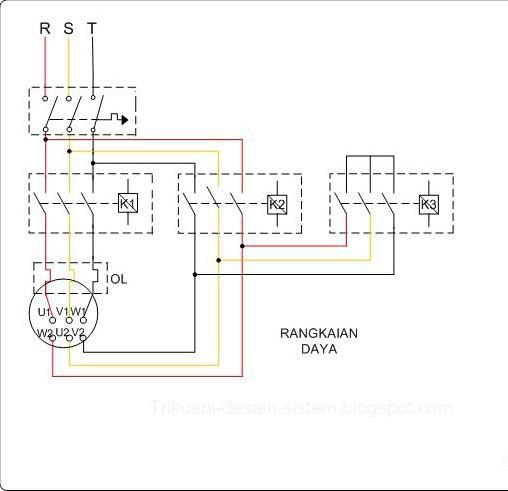 R S T
K1 K2 K3
OL
U1 V1 W1
W2 U2 V2
RANGKAIAN
DAYA
Trikueni-desain-sistem.blogspot.com